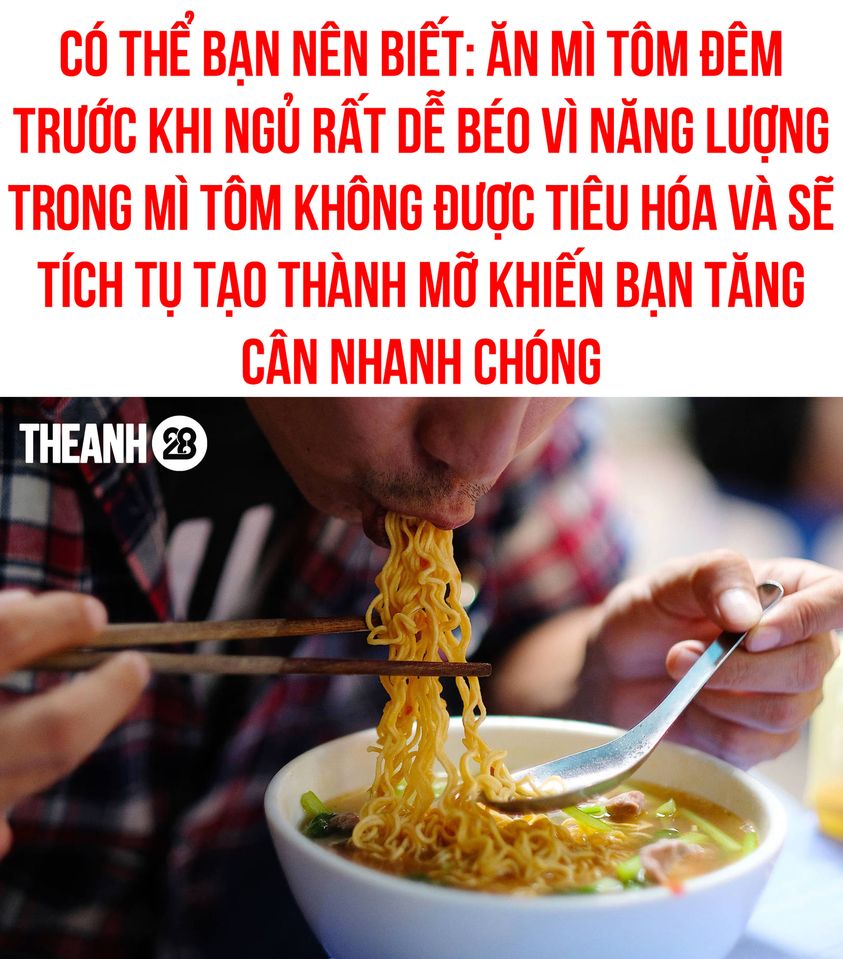 CÓ THỂ BẠN NÊN BIẾT: ĂN MÌ TÔM ĐÊM
TRƯỚC KHI NGỦ RẤT DỄ BÉO VÌ NĂNG LƯỢNG
TRONG MÌ TÔM KHÔNG ĐƯỢC TIÊU HÓA VÀ SẼ
TÍCH TỤ TẠO THÀNH MỠ KHIẾN BẠN TĂNG
CÂN NHANH CHÓNG
THEANH 28